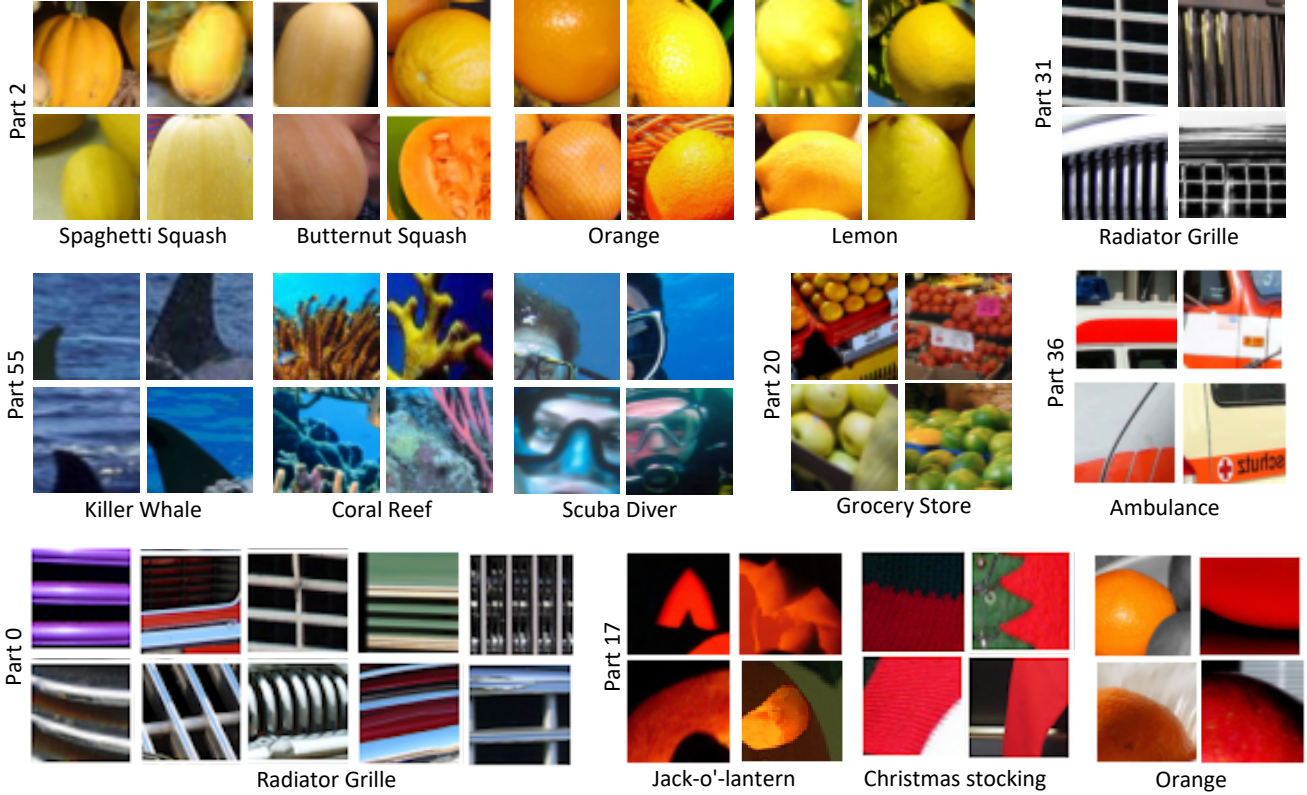 Part 2
Spaghetti Squash
Butternut Squash
Orange
Lemon
Part 31
Radiator Grille
Part 55
Killer Whale
Coral Reef
Scuba Diver
Part 20
Grocery Store
Part 36
schutz
Ambulance
Part 0
Radiator Grille
Part 17
Jack-o'-lantern
Christmas stocking
Orange